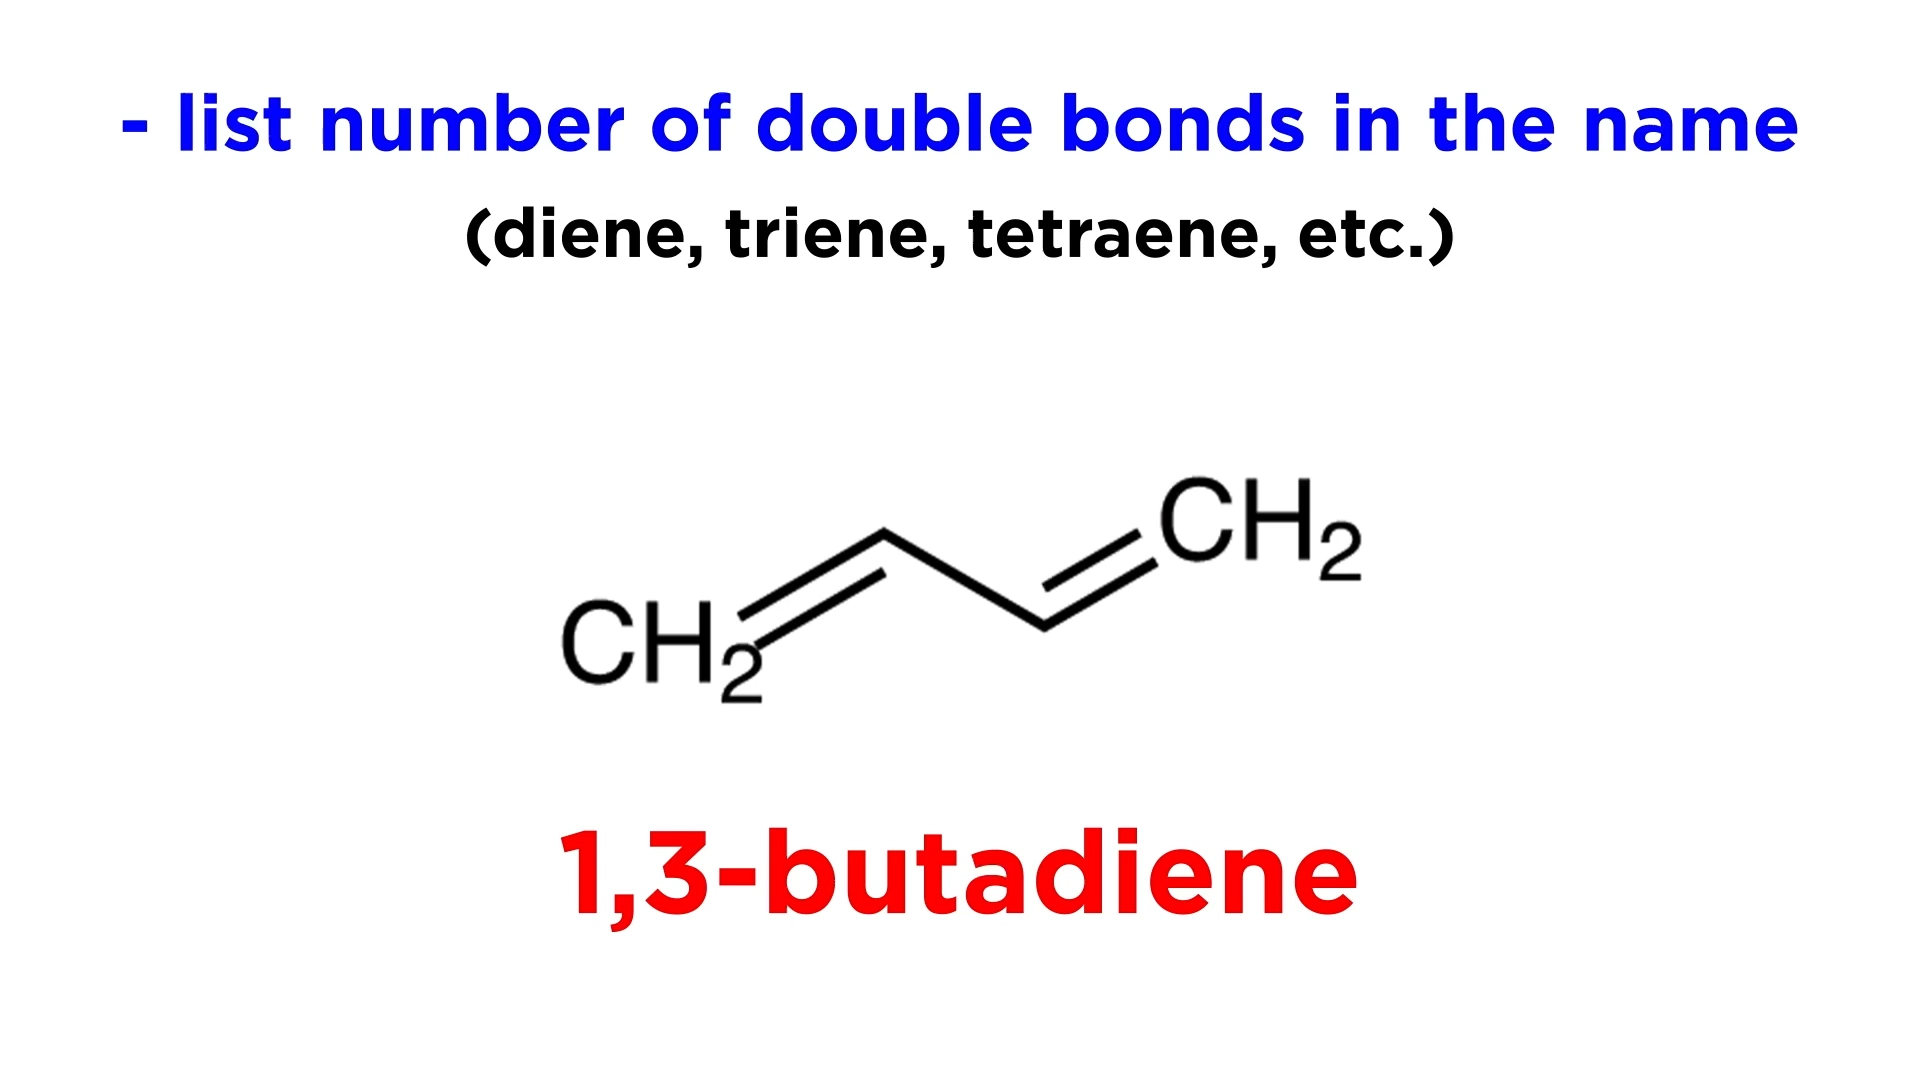 - list number of double bonds in the name
(diene, triene, tetraene, etc.)
CH₂
CH₂
1,3-butadiene